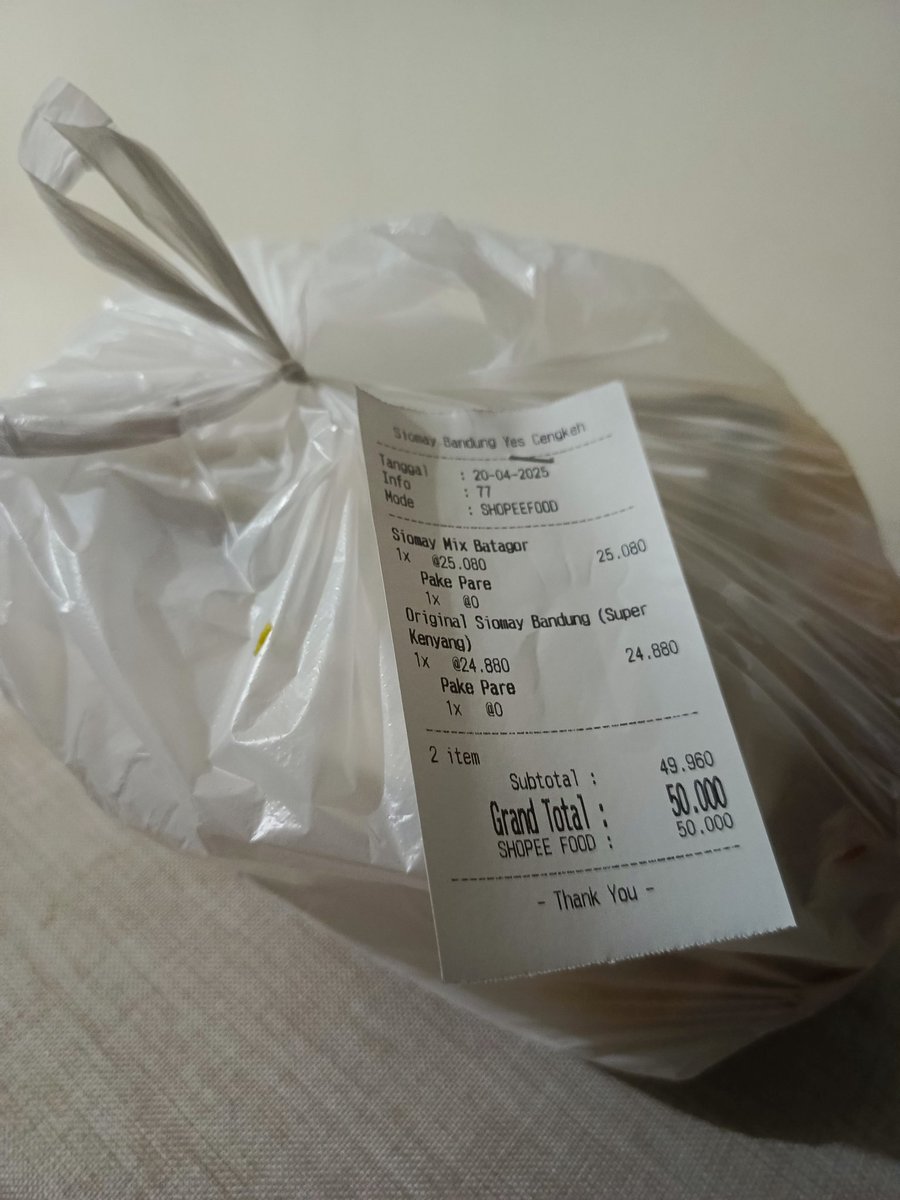 Siomay Bandung Yes Cengkeh
Tanggal : 20-04-2025
Info : 77
Mode : SHOPEEFOOD
Siomay Mix Batagor
1x @25.080 25.080
Pake Pare
1x @0
Original Siomay Bandung (Super
Kenyang)
1x @24.880 24.880
Pake Pare
1x @0
2 item
Subtotal : 49.960
Grand Total : 50.000
SHOPEE FOOD : 50.000
- Thank You -